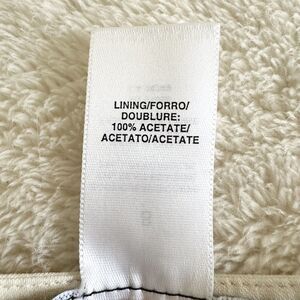 LINING/FORRO/
DOUBLURE:
100% ACETATE/
ACETATO/ACETATE